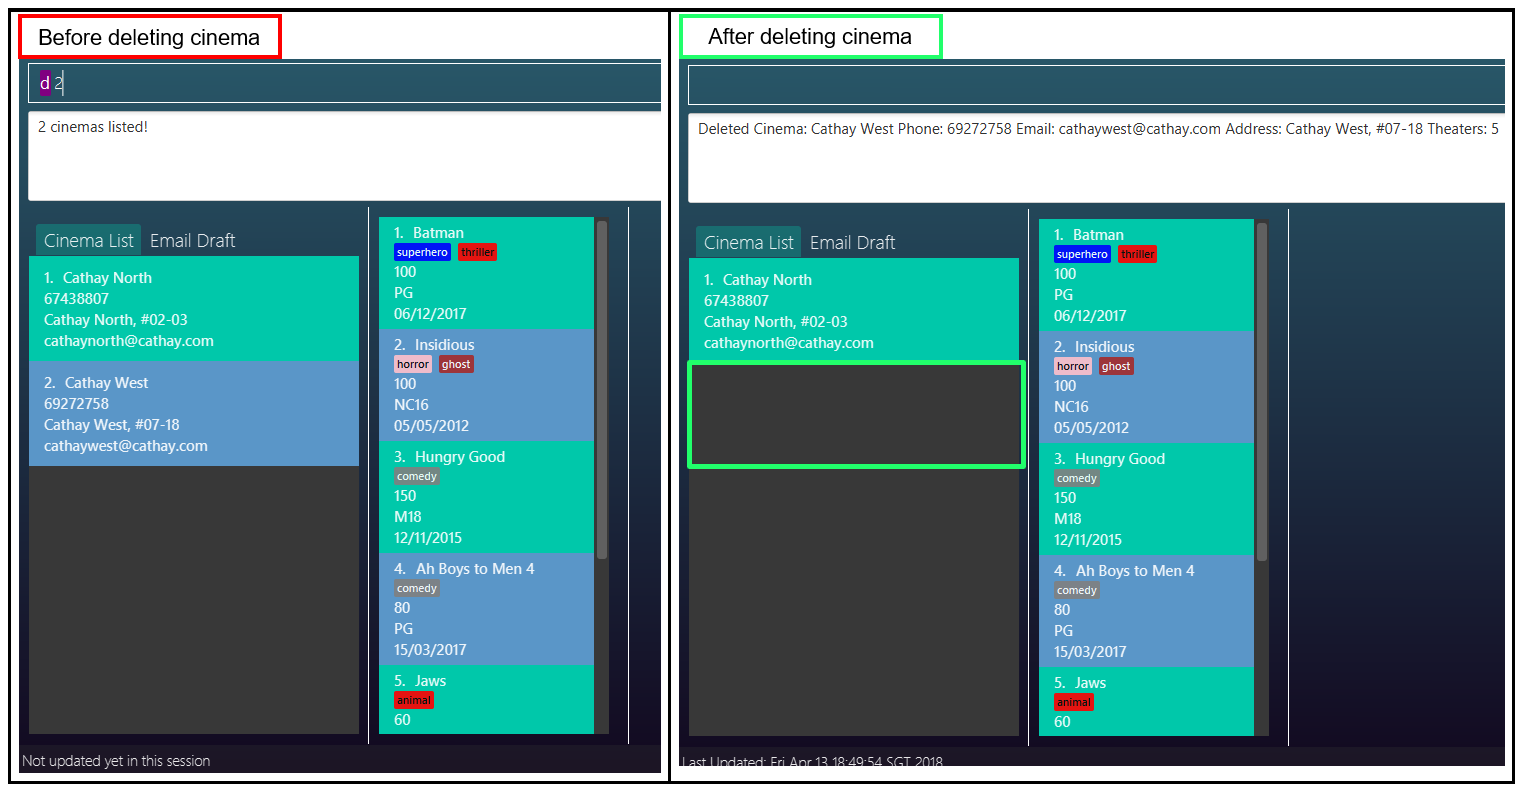 Before deleting cinema
d 2
2 cinemas listed!
Cinema List
Email Draft
1. Cathay North
67438807
Cathay North, #02-03
cathaynorth@cathay.com
2. Cathay West
69272758
Cathay West, #07-18
cathaywest@cathay.com
1. Batman
superhero thriller
100
PG
06/12/2017
2. Insidious
horror ghost
100
NC16
05/05/2012
3. Hungry Good
comedy
150
M18
12/11/2015
4. Ah Boys to Men 4
comedy
80
PG
15/03/2017
5. Jaws
animal
60
Not updated yet in this session
After deleting cinema
Deleted Cinema: Cathay West Phone: 69272758 Email: cathaywest@cathay.com Address: Cathay West, #07-18 Theaters: 5
Cinema List
Email Draft
1. Cathay North
67438807
Cathay North, #02-03
cathaynorth@cathay.com
1. Batman
superhero thriller
100
PG
06/12/2017
2. Insidious
horror ghost
100
NC16
05/05/2012
3. Hungry Good
comedy
150
M18
12/11/2015
4. Ah Boys to Men 4
comedy
80
PG
15/03/2017
5. Jaws
animal
60
Last Updated: Fri Apr 13 18:49:54 SGT 2018